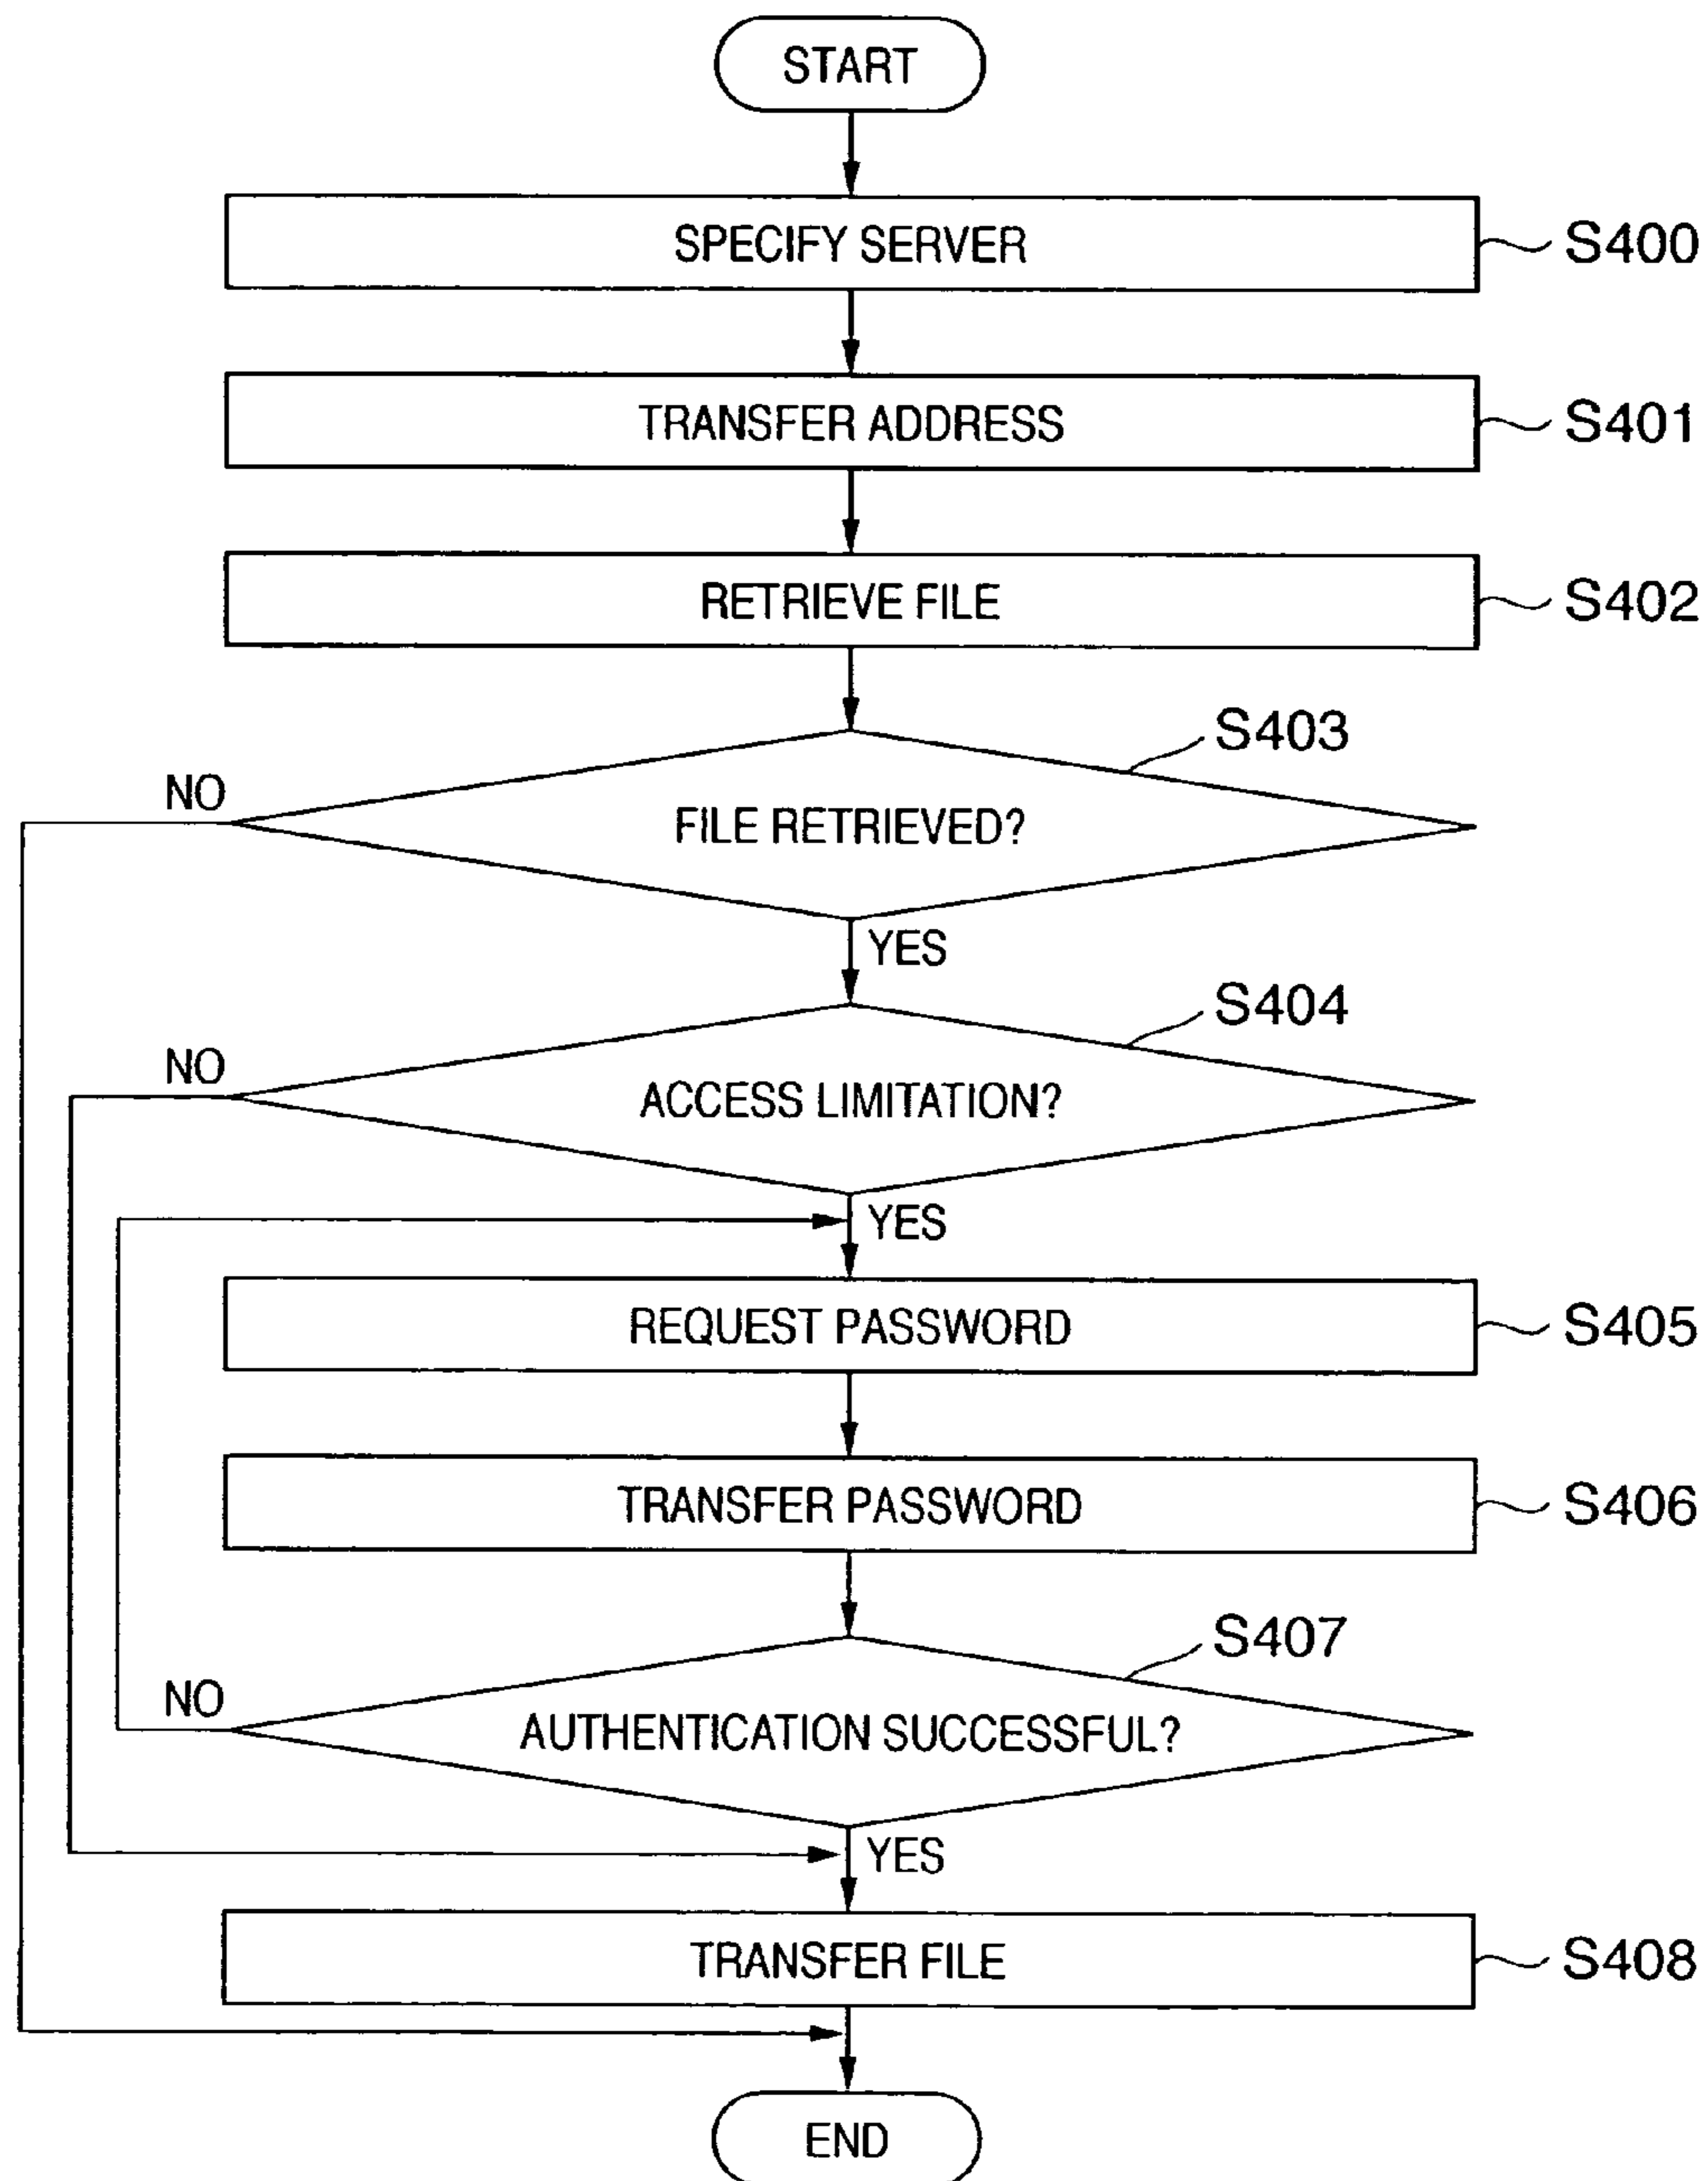 START
SPECIFY SERVER
S400
TRANSFER ADDRESS
S401
RETRIEVE FILE
S402
S403
NO
FILE RETRIEVED?
YES
S404
NO
ACCESS LIMITATION?
YES
REQUEST PASSWORD
S405
TRANSFER PASSWORD
S406
S407
NO
AUTHENTICATION SUCCESSFUL?
YES
TRANSFER FILE
S408
END